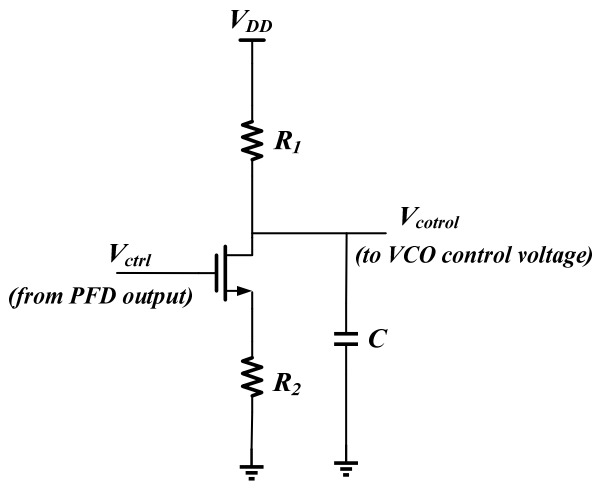 V_DD
R_1
V_cotrol
(to VCO control voltage)
V_ctrl
(from PFD output)
C
R_2